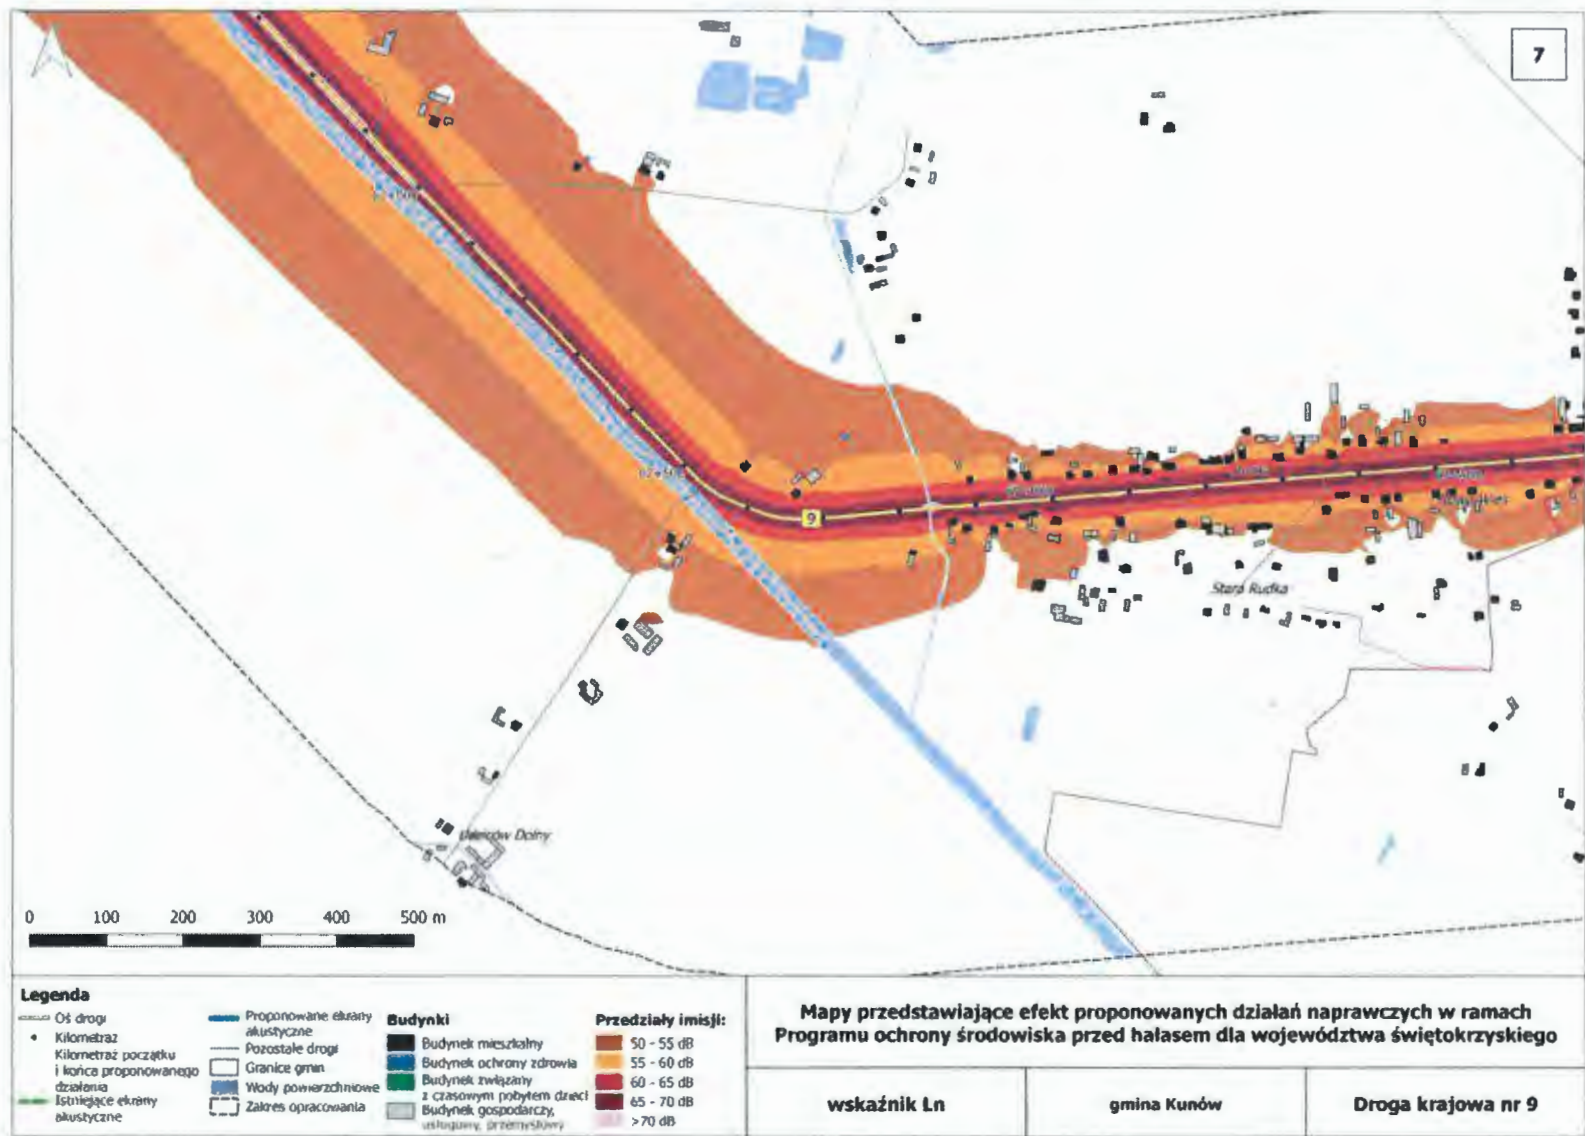 7
9
Stara Rudka
Dolny
0 100 200 300 400 500 m
Legenda
Oś drogi
Kilometraż
Kilometraż początku
i końca proponowanego
działania
Istniejące ekrany
akustyczne
Proponowane ekrany
akustyczne
Pozostałe drogi
Granice gmin
Wody powierzchniowe
Zakres opracowania
Budynki
Budynek mieszkalny
Budynek ochrony zdrowia
Budynek związany
z czasowym pobytem dzieci
Budynek gospodarczy,
usługowy, przemysłowy
Przedziały imisji:
50 - 55 dB
55 - 60 dB
60 - 65 dB
65 - 70 dB
>70 dB
Mapy przedstawiające efekt proponowanych działań naprawczych w ramach
Programu ochrony środowiska przed hałasem dla województwa świętokrzyskiego
wskaźnik Ln
gmina Kunów
Droga krajowa nr 9